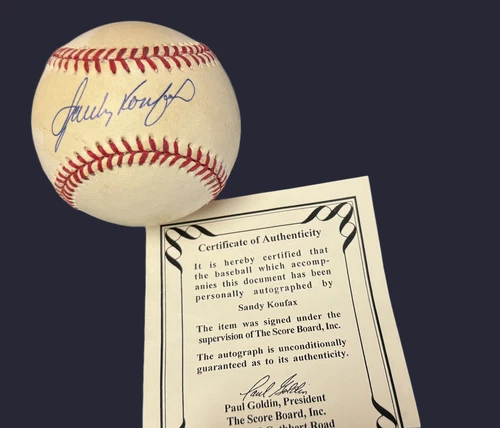 Sandy Koufax
Certificate of Authenticity
It is hereby certified that
the baseball which accomp-
anies this document has been
personally autographed by
Sandy Koufax
The item was signed under the
supervision of The Score Board, Inc.
The autograph is unconditionally
guaranteed as to its authenticity.
Paul Goldin
Paul Goldin, President
The Score Board, Inc.
Cuthbert Road